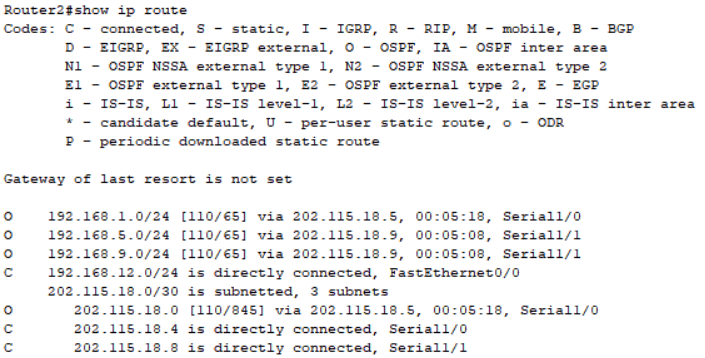 Router2#show ip route
Codes: C - connected, S - static, I - IGRP, R - RIP, M - mobile, B - BGP
D - EIGRP, EX - EIGRP external, O - OSPF, IA - OSPF inter area
N1 - OSPF NSSA external type 1, N2 - OSPF NSSA external type 2
E1 - OSPF external type 1, E2 - OSPF external type 2, E - EGP
i - IS-IS, L1 - IS-IS level-1, L2 - IS-IS level-2, ia - IS-IS inter area
* - candidate default, U - per-user static route, o - ODR
P - periodic downloaded static route
Gateway of last resort is not set
O 192.168.1.0/24 [110/65] via 202.115.18.5, 00:05:18, Serial1/0
O 192.168.5.0/24 [110/65] via 202.115.18.9, 00:05:08, Serial1/1
O 192.168.9.0/24 [110/65] via 202.115.18.9, 00:05:08, Serial1/1
C 192.168.12.0/24 is directly connected, FastEthernet0/0
202.115.18.0/30 is subnetted, 3 subnets
O 202.115.18.0 [110/845] via 202.115.18.5, 00:05:18, Serial1/0
C 202.115.18.4 is directly connected, Serial1/0
C 202.115.18.8 is directly connected, Serial1/1